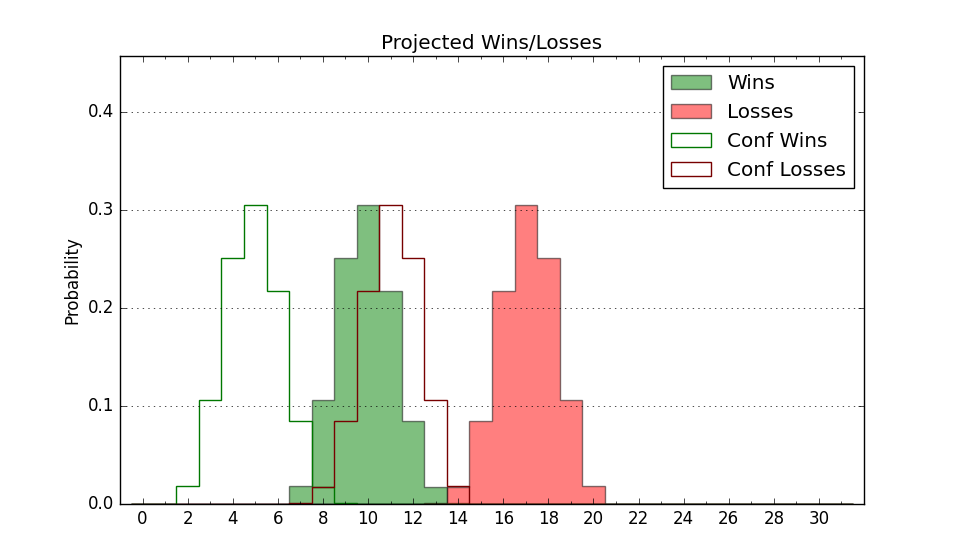 Projected Wins/Losses
Wins
Losses
Conf Wins
Conf Losses
Probability
0.4
0.3
0.2
0.1
0.0
0 2 4 6 8 10 12 14 16 18 20 22 24 26 28 30